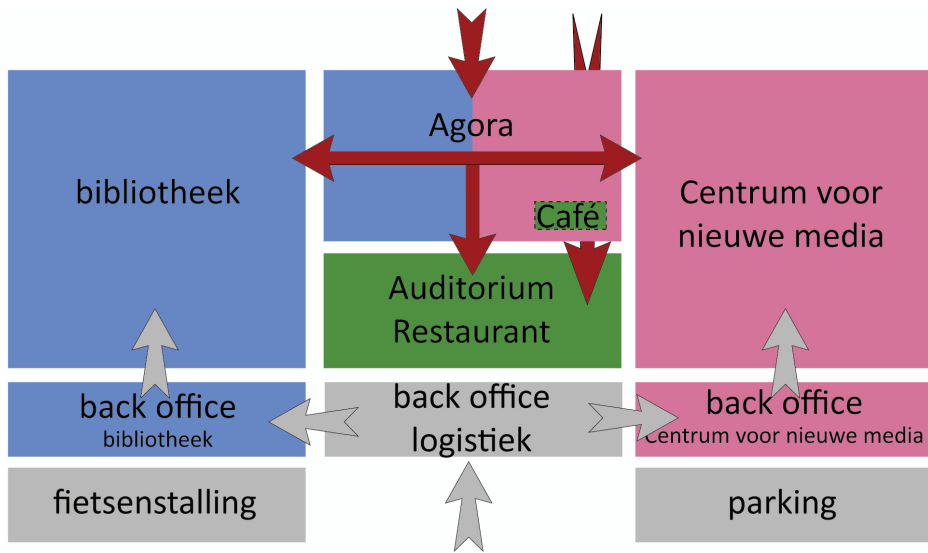 Agora
bibliotheek
Café
Centrum voor
nieuwe media
Auditorium
Restaurant
back office
bibliotheek
back office
logistiek
back office
Centrum voor nieuwe media
fietsenstalling
parking